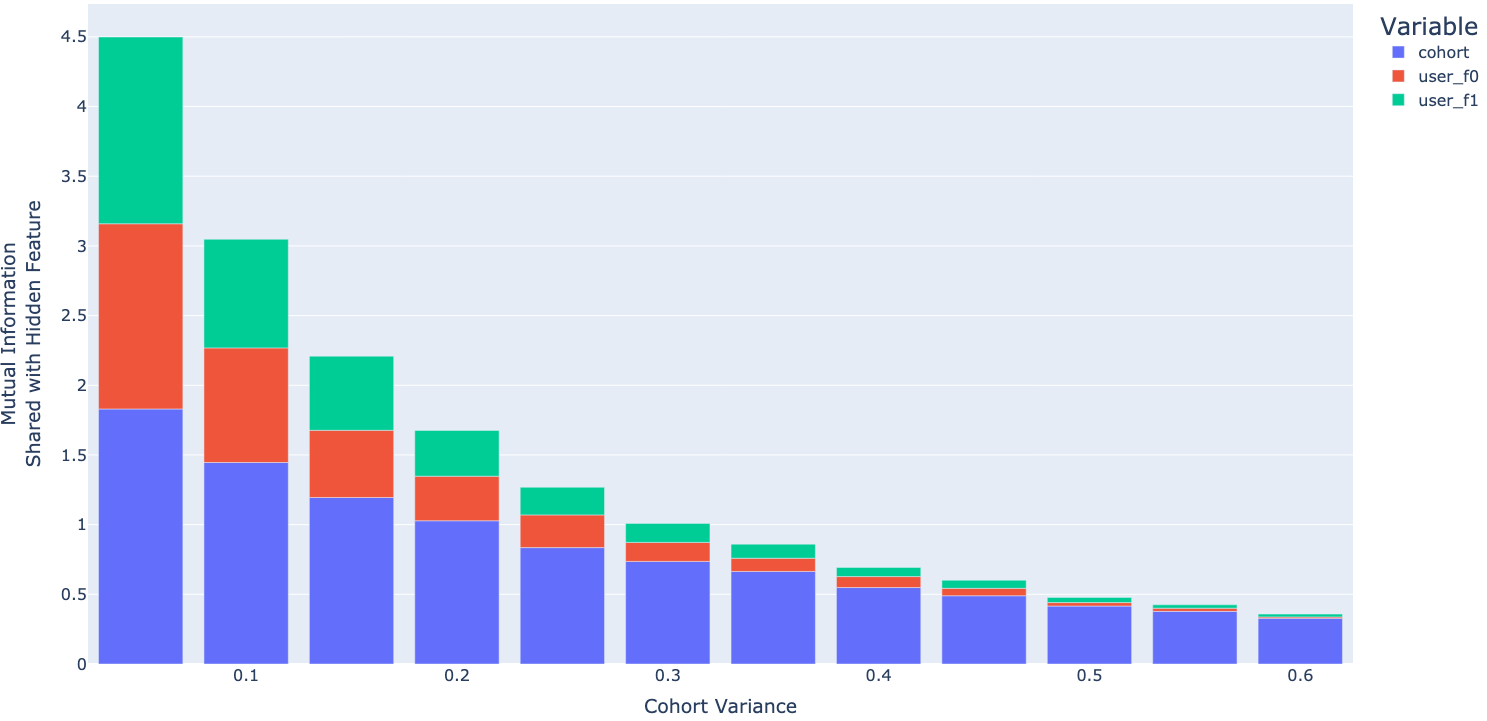 Variable
cohort
user_f0
user_f1
Mutual Information
Shared with Hidden Feature
4.5
4
3.5
3
2.5
2
1.5
1
0.5
0
0.1
0.2
0.3
0.4
0.5
0.6
Cohort Variance